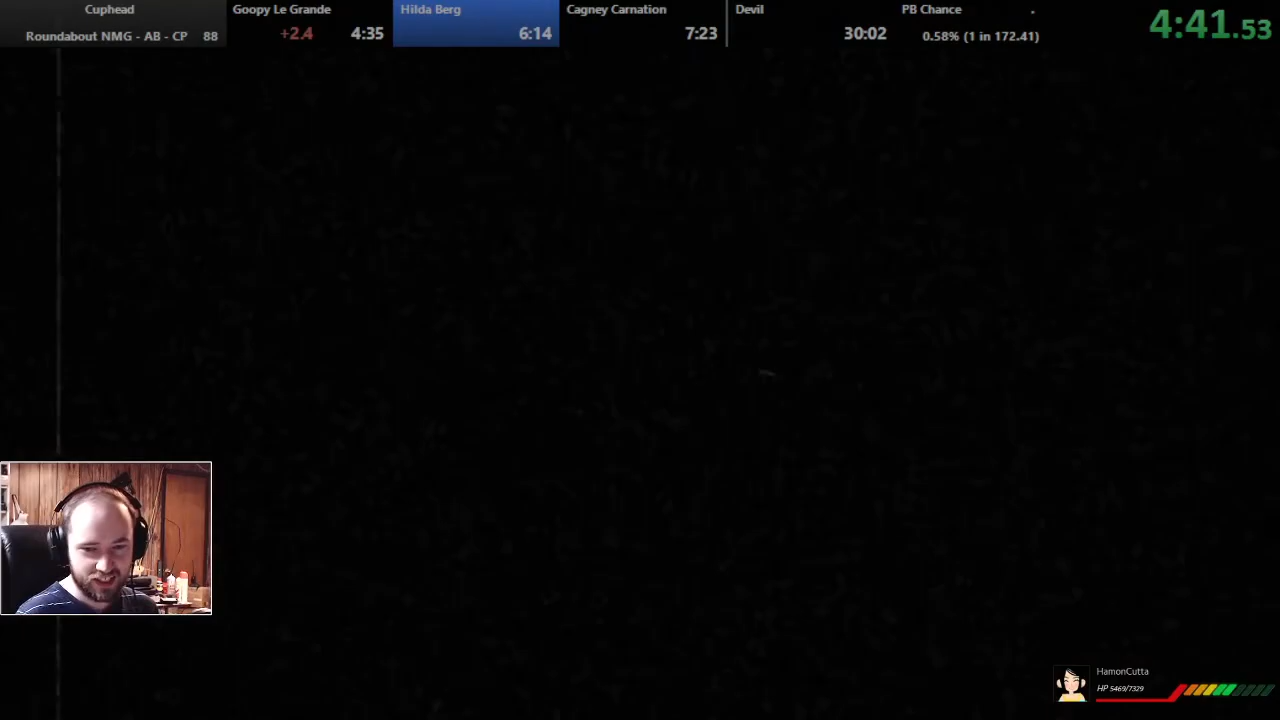 Cuphead
Roundabout NMG - AB - CP 88
Goopy Le Grande
+2.4 4:35
Hilda Berg
6:14
Cagney Carnation
7:23
Devil
30:02
PB Chance
0.58% (1 in 172.41)
4:41.53
HamonCutta
HP 5469/7329